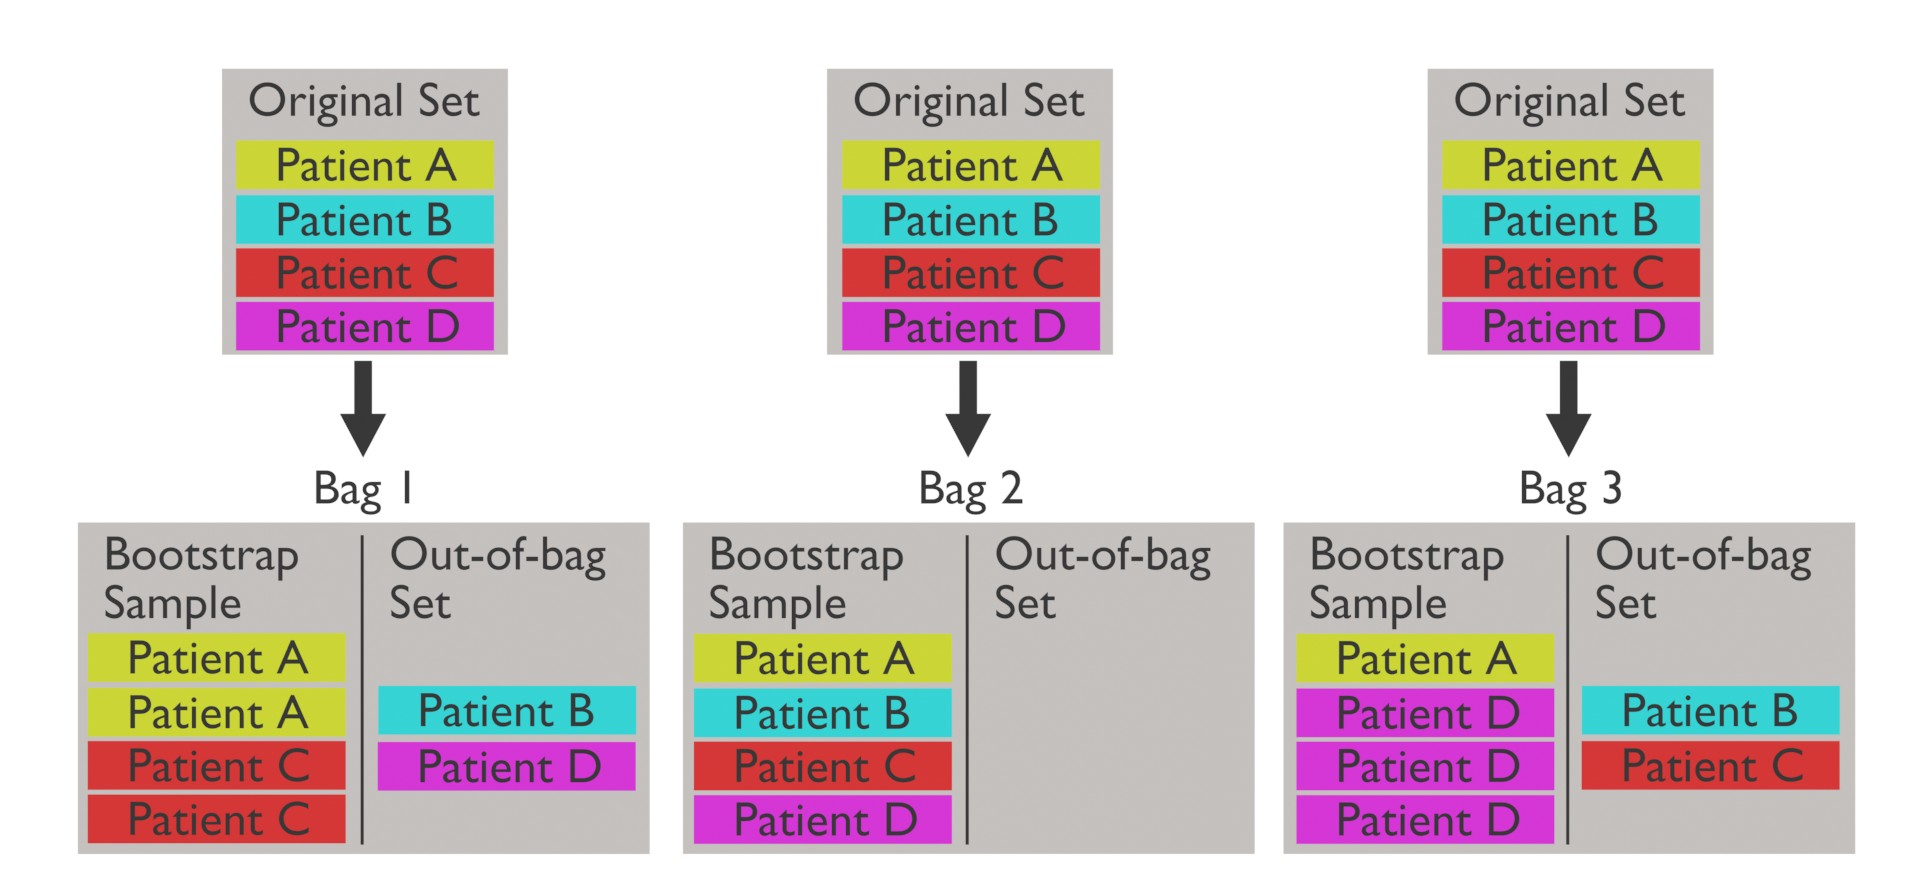 Original Set
Patient A
Patient B
Patient C
Patient D
Original Set
Patient A
Patient B
Patient C
Patient D
Original Set
Patient A
Patient B
Patient C
Patient D
Bag 1
Bootstrap
Sample
Patient A
Patient A
Patient C
Patient C
Out-of-bag
Set
Patient B
Patient D
Bag 2
Bootstrap
Sample
Patient A
Patient B
Patient C
Patient D
Out-of-bag
Set
Bag 3
Bootstrap
Sample
Patient A
Patient D
Patient D
Patient D
Out-of-bag
Set
Patient B
Patient C